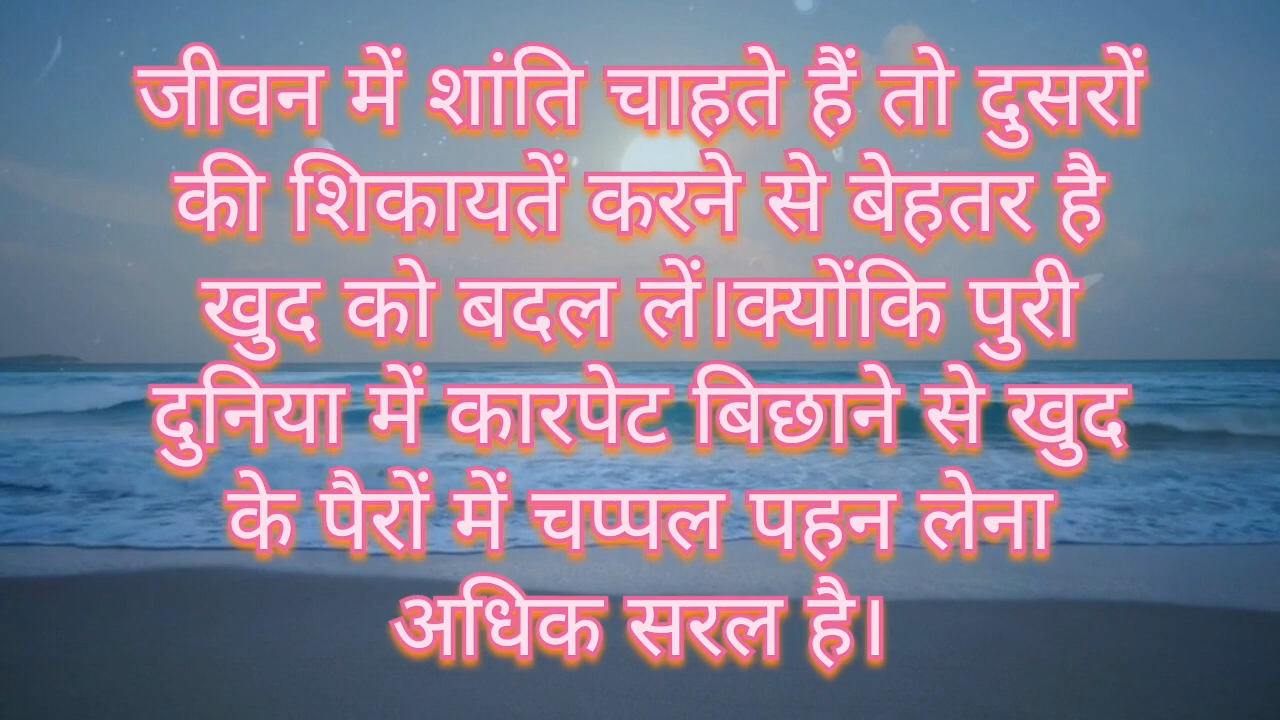 जीवन में शांति चाहते हैं तो दुसरों
की शिकायतें करने से बेहतर है
खुद को बदल लें।क्योंकि पुरी
दुनिया में कारपेट बिछाने से खुद
के पैरों में चप्पल पहन लेना
अधिक सरल है।